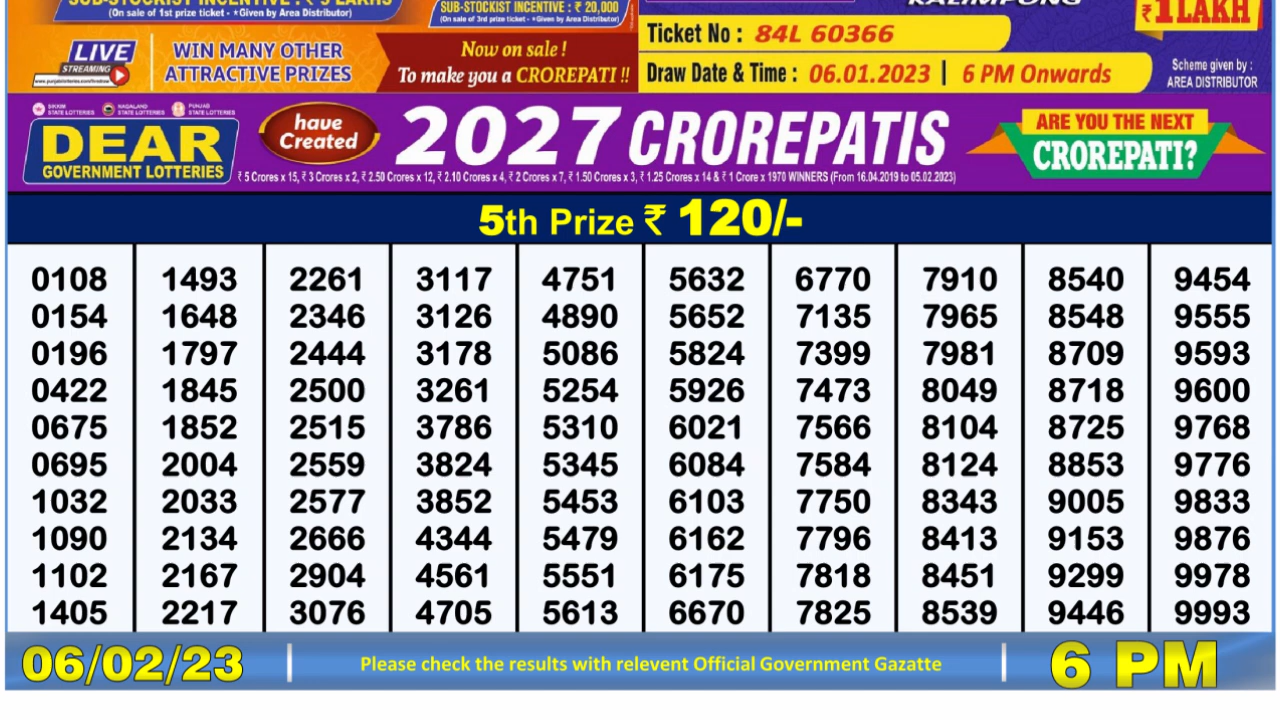 SUB-STOCKIST INCENTIVE : ₹ 5 LAKHS
(On sale of 1st prize ticket - *Given by Area Distributor)
SUB-STOCKIST INCENTIVE : ₹ 20,000
(On sale of 3rd prize ticket - *Given by Area Distributor)
KALIMPONG
₹1LAKH
Ticket No : 84L 60366
LIVE
STREAMING
WIN MANY OTHER
ATTRACTIVE PRIZES
Now on sale !
To make you a CROREPATI !!
Draw Date & Time : 06.01.2023 | 6 PM Onwards
Scheme given by :
AREA DISTRIBUTOR
SIKKIM
STATE LOTTERIES
NAGALAND
STATE LOTTERIES
PUNJAB
STATE LOTTERIES
DEAR
GOVERNMENT LOTTERIES
have
Created
2027 CROREPATIS
ARE YOU THE NEXT
CROREPATI?
₹ 5 Crores x 15, ₹ 3 Crores x 2, ₹ 2.50 Crores x 12, ₹ 2.10 Crores x 4, ₹ 2 Crores x 7, ₹ 1.50 Crores x 3, ₹ 1.25 Crores x 14 & ₹ 1 Crore x 1970 WINNERS (From 16.04.2019 to 05.02.2023)
5th Prize ₹ 120/-
0108 1493 2261 3117 4751 5632 6770 7910 8540 9454
0154 1648 2346 3126 4890 5652 7135 7965 8548 9555
0196 1797 2444 3178 5086 5824 7399 7981 8709 9593
0422 1845 2500 3261 5254 5926 7473 8049 8718 9600
0675 1852 2515 3786 5310 6021 7566 8104 8725 9768
0695 2004 2559 3824 5345 6084 7584 8124 8853 9776
1032 2033 2577 3852 5453 6103 7750 8343 9005 9833
1090 2134 2666 4344 5479 6162 7796 8413 9153 9876
1102 2167 2904 4561 5551 6175 7818 8451 9299 9978
1405 2217 3076 4705 5613 6670 7825 8539 9446 9993
06/02/23 | Please check the results with relevent Official Government Gazatte | 6 PM